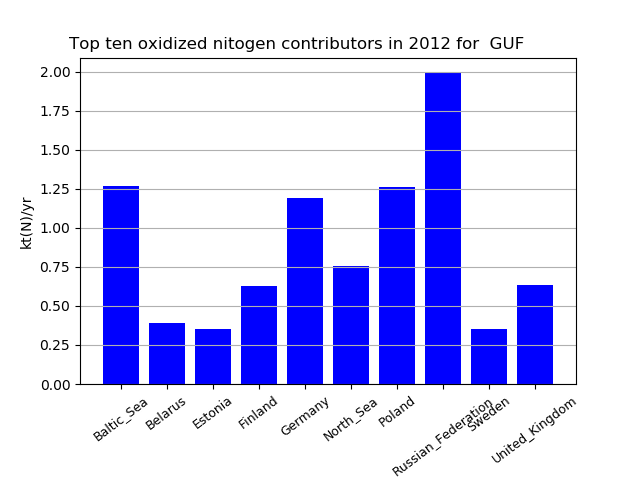 Top ten oxidized nitogen contributors in 2012 for  GUF
2.00
1.75
1.50
1.25
1.00
0.75
0.50
0.25
0.00
kt(N)/yr
Baltic_Sea
Belarus
Estonia
Finland
Germany
North_Sea
Poland
Russian_Federation
Sweden
United_Kingdom